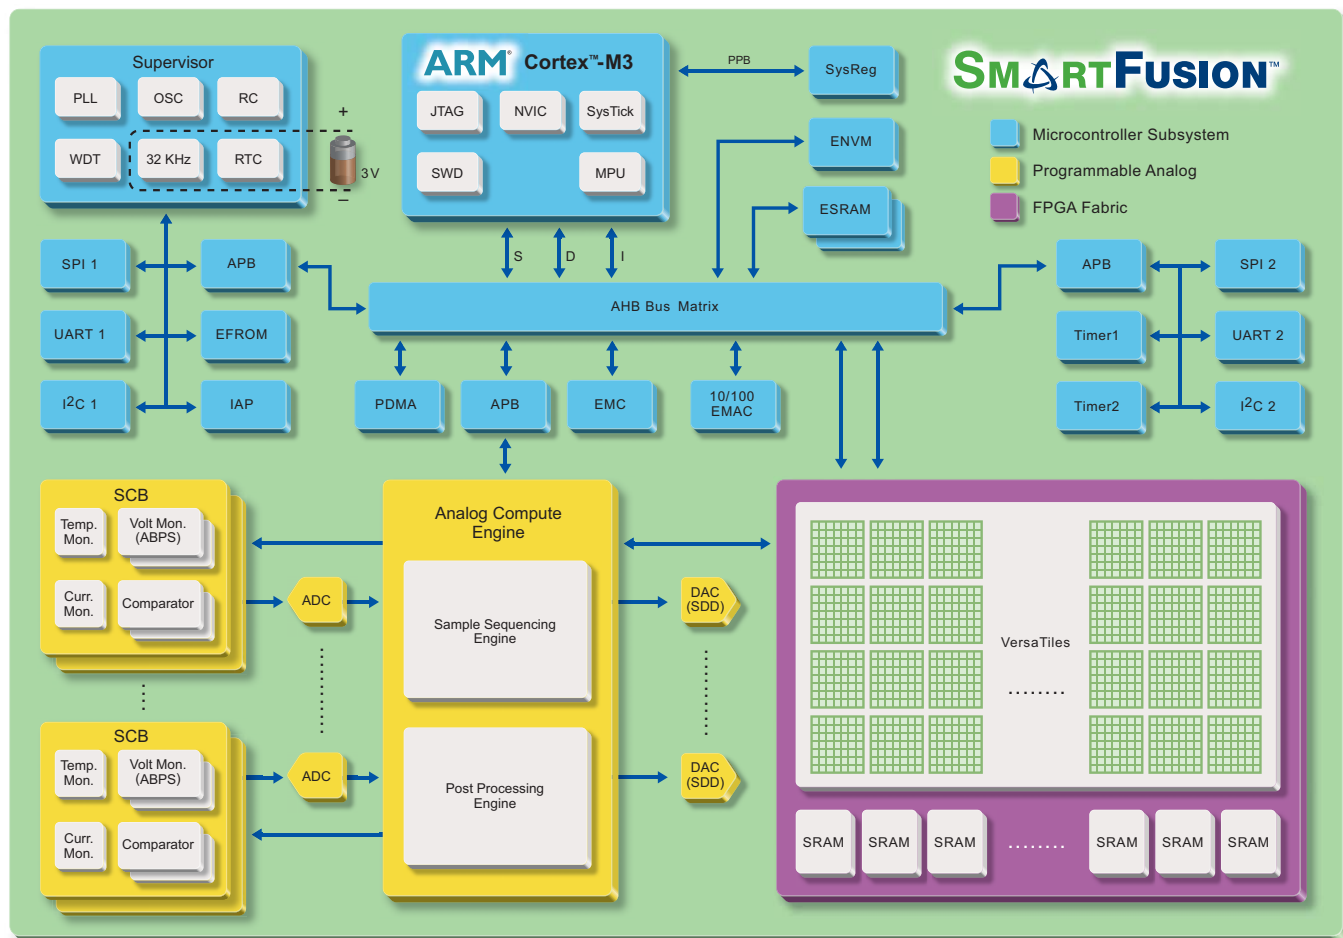 Supervisor
PLL
OSC
RC
WDT
32 KHz
RTC
+
3V
–
ARM® Cortex™-M3
JTAG
NVIC
SysTick
SWD
MPU
PPB
SysReg
ENVM
ESRAM
SMARTFUSION™
Microcontroller Subsystem
Programmable Analog
FPGA Fabric
S
D
I
SPI 1
APB
UART 1
EFROM
I²C 1
IAP
AHB Bus Matrix
PDMA
APB
EMC
10/100
EMAC
APB
SPI 2
Timer1
UART 2
Timer2
I²C 2
SCB
Temp.
Mon.
Volt Mon.
(ABPS)
Curr.
Mon.
Comparator
ADC
SCB
Temp.
Mon.
Volt Mon.
(ABPS)
Curr.
Mon.
Comparator
ADC
Analog Compute
Engine
Sample Sequencing
Engine
Post Processing
Engine
DAC
(SDD)
DAC
(SDD)
VersaTiles
........
SRAM
SRAM
SRAM
........
SRAM
SRAM
SRAM